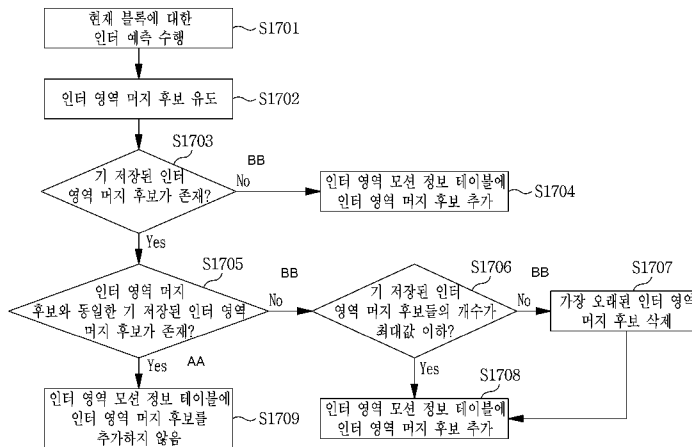 현재 블록에 대한
인터 예측 수행
S1701
인터 영역 머지 후보 유도
S1702
S1703
기 저장된 인터
영역 머지 후보가 존재?
No
BB
인터 영역 모션 정보 테이블에
인터 영역 머지 후보 추가
S1704
Yes
S1705
인터 영역 머지
후보와 동일한 기 저장된 인터 영역
머지 후보가 존재?
No
BB
S1706
기 저장된 인터
영역 머지 후보들의 개수가
최대값 이하?
No
BB
S1707
가장 오래된 인터 영역
머지 후보 삭제
Yes
AA
Yes
S1708
인터 영역 모션 정보 테이블에
인터 영역 머지 후보를
추가하지 않음
S1709
인터 영역 모션 정보 테이블에
인터 영역 머지 후보 추가